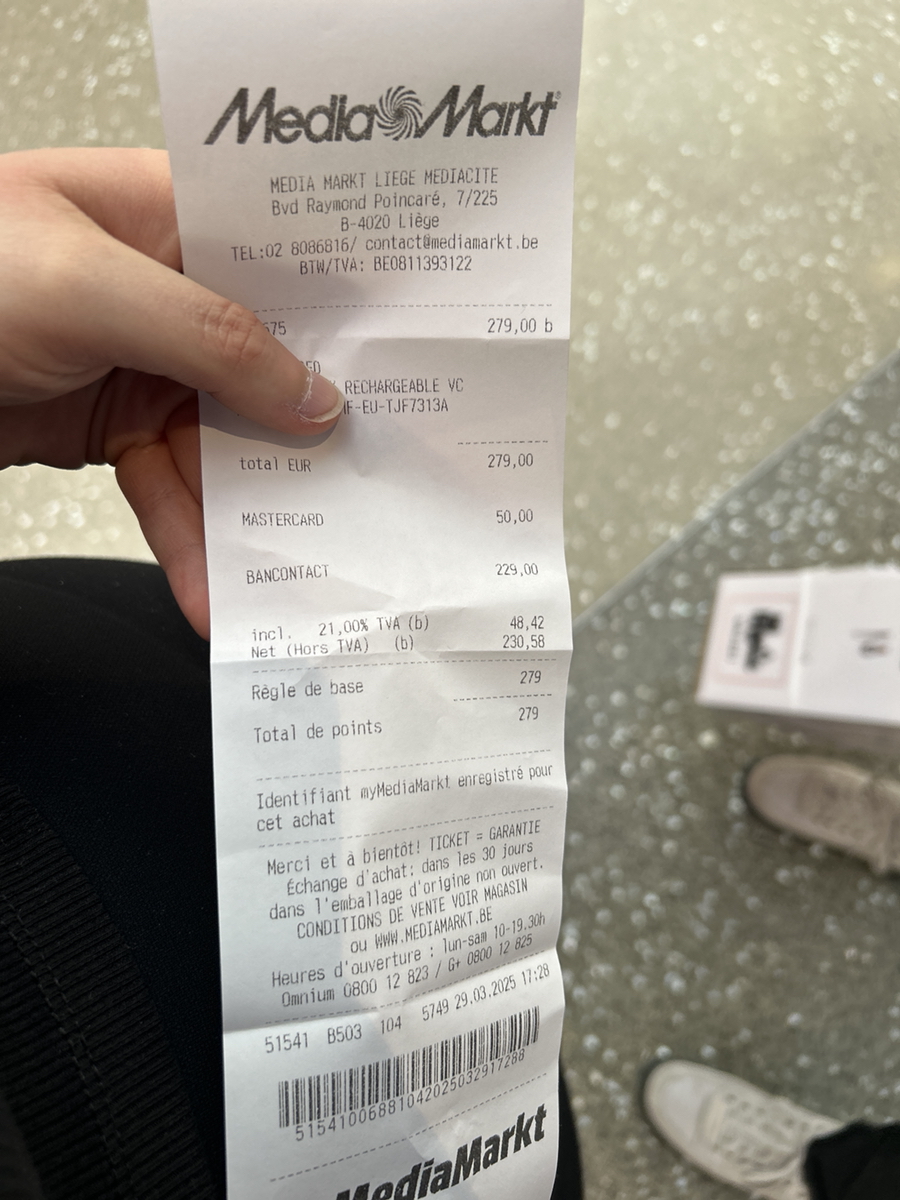 Media Markt
MEDIA MARKT LIEGE MEDIACITE
Bvd Raymond Poincaré, 7/225
B-4020 Liège
TEL:02 8086816/ contact@mediamarkt.be
BTW/TVA: BE0811393122
279,00 b
RECHARGEABLE VC
F-EU-TJF7313A
total EUR 279,00
MASTERCARD 50,00
BANCONTACT 229,00
incl. 21,00% TVA (b) 48,42
Net (Hors TVA) (b) 230,58
Règle de base 279
Total de points 279
Identifiant myMediaMarkt enregistré pour
cet achat
Merci et à bientôt! TICKET = GARANTIE
Échange d'achat: dans les 30 jours
dans l'emballage d'origine non ouvert.
CONDITIONS DE VENTE VOIR MAGASIN
ou WWW.MEDIAMARKT.BE
Heures d'ouverture : lun-sam 10-19.30h
Omnium 0800 12 823 / G+ 0800 12 825
51541 B503 104 5749 29.03.2025 17:28
51541006881042025032917288
MediaMarkt